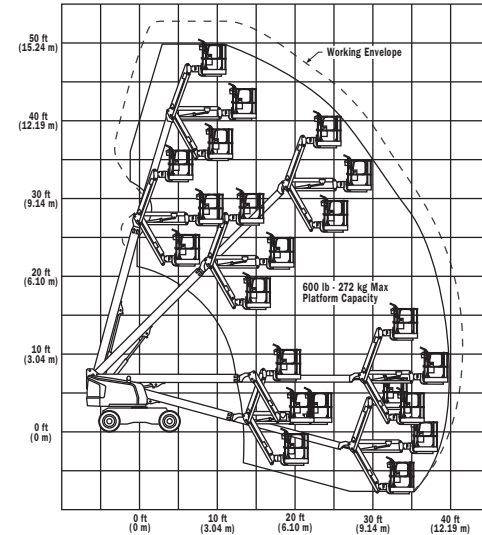 50 ft
(15.24 m)
Working Envelope
40 ft
(12.19 m)
30 ft
(9.14 m)
20 ft
(6.10 m)
600 lb - 272 kg Max
Platform Capacity
10 ft
(3.04 m)
0 ft
(0 m)
0 ft
(0 m)
10 ft
(3.04 m)
20 ft
(6.10 m)
30 ft
(9.14 m)
40 ft
(12.19 m)